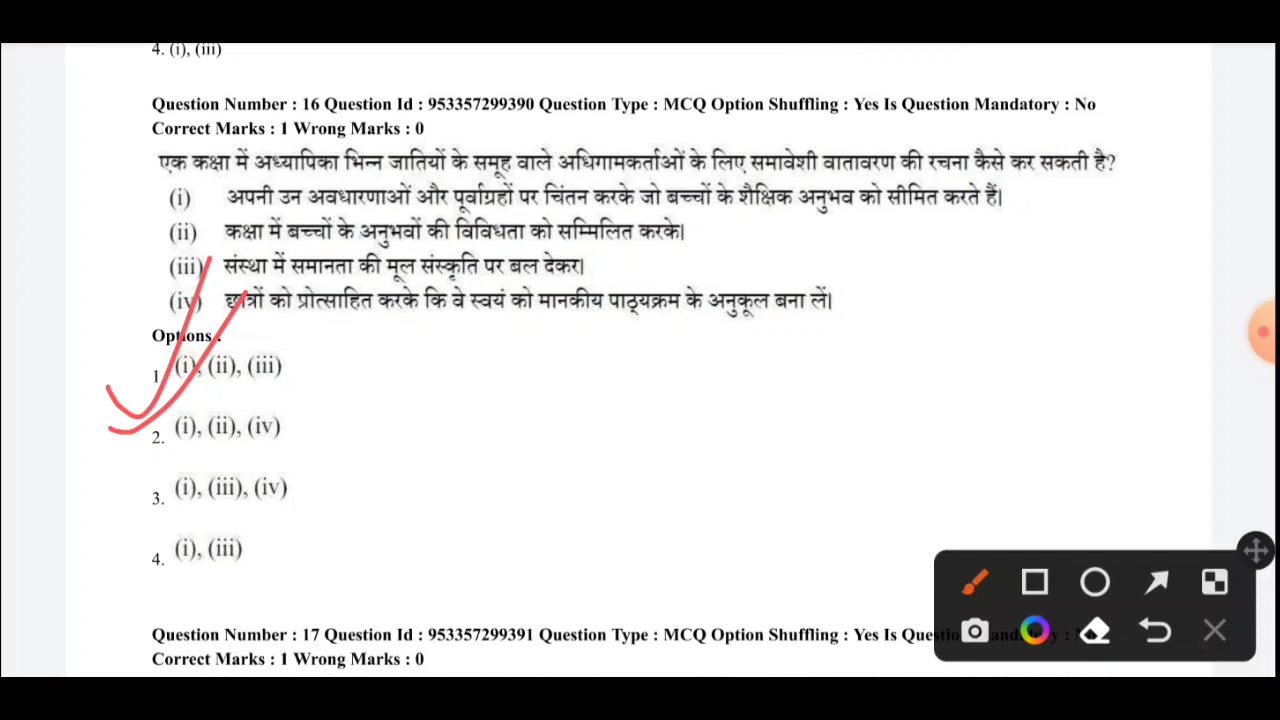 4. (i), (iii)
Question Number : 16 Question Id : 953357299390 Question Type : MCQ Option Shuffling : Yes Is Question Mandatory : No
Correct Marks : 1 Wrong Marks : 0
एक कक्षा में अध्यापिका भिन्न जातियों के समूह वाले अधिगामकर्ताओं के लिए समावेशी वातावरण की रचना कैसे कर सकती है?
(i) अपनी उन अवधारणाओं और पूर्वाग्रहों पर चिंतन करके जो बच्चों के शैक्षिक अनुभव को सीमित करते हैं।
(ii) कक्षा में बच्चों के अनुभवों की विविधता को सम्मिलित करके।
(iii) संस्था में समानता की मूल संस्कृति पर बल देकर।
(iv) छात्रों को प्रोत्साहित करके कि वे स्वयं को मानकीय पाठ्यक्रम के अनुकूल बना लें।
Options :
1. (i), (ii), (iii)
2. (i), (ii), (iv)
3. (i), (iii), (iv)
4. (i), (iii)
Question Number : 17 Question Id : 953357299391 Question Type : MCQ Option Shuffling : Yes Is Question Mandatory : No
Correct Marks : 1 Wrong Marks : 0